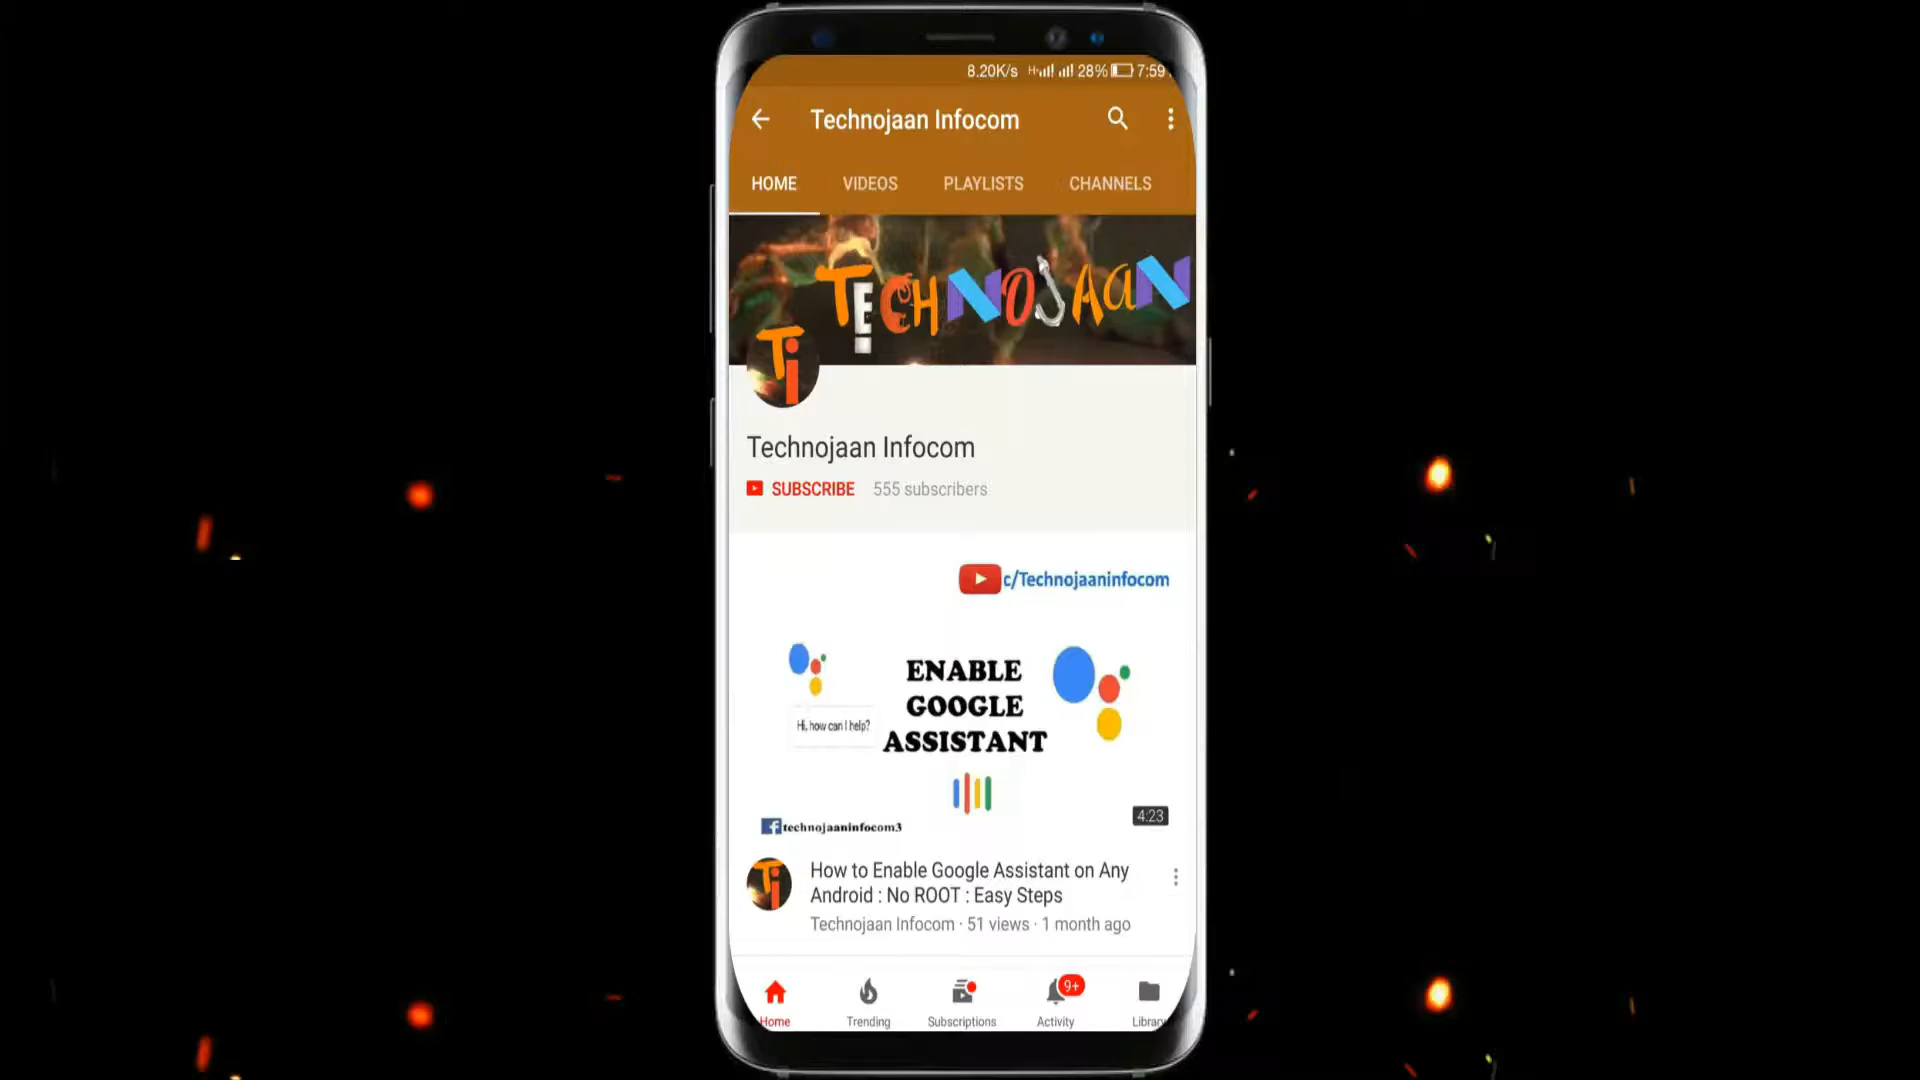 8.20K/s H 28% 7:59
Technojaan Infocom
HOME VIDEOS PLAYLISTS CHANNELS
TECHNOJAAN
Ti
Technojaan Infocom
SUBSCRIBE 555 subscribers
c/Technojaaninfocom
ENABLE
GOOGLE
ASSISTANT
Hi, how can I help?
4:23
technojaaninfocom3
Ti
How to Enable Google Assistant on Any
Android : No ROOT : Easy Steps
Technojaan Infocom · 51 views · 1 month ago
9+
Home Trending Subscriptions Activity Library